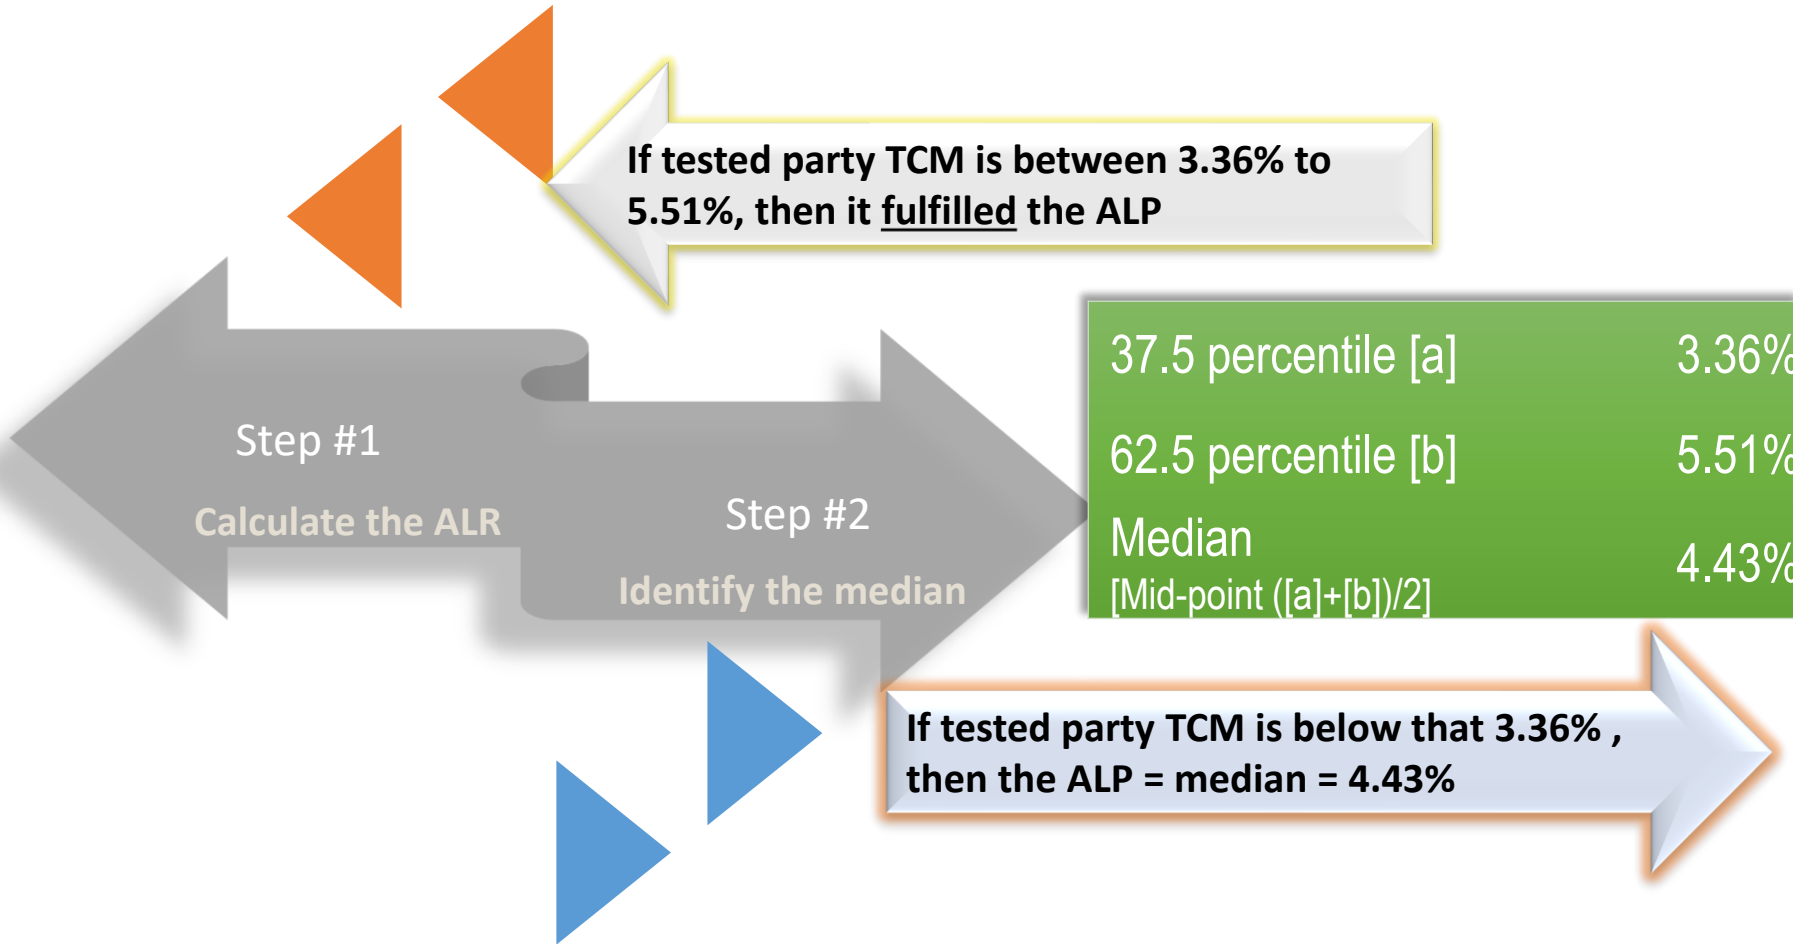 If tested party TCM is between 3.36% to
5.51%, then it fulfilled the ALP
Step #1
Calculate the ALR
Step #2
Identify the median
37.5 percentile [a] 3.36%
62.5 percentile [b] 5.51%
Median 4.43%
[Mid-point ([a]+[b])/2]
If tested party TCM is below that 3.36% ,
then the ALP = median = 4.43%